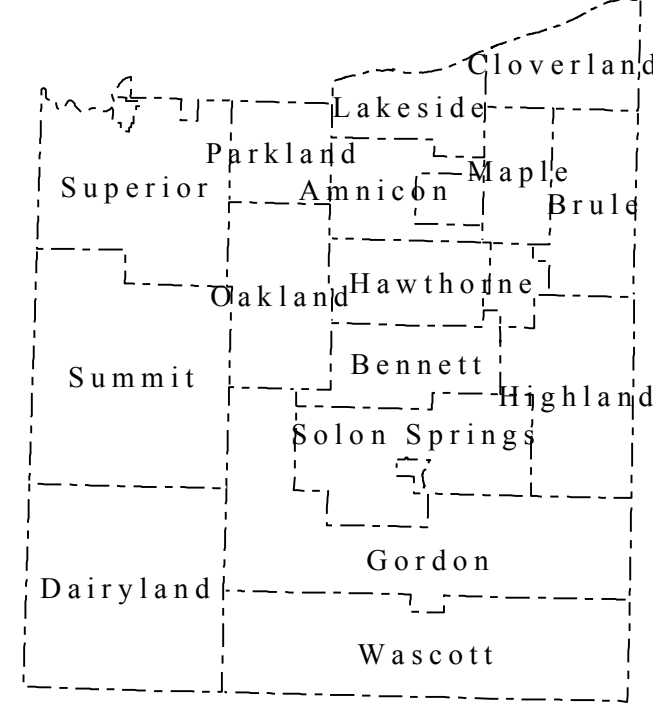 Cloverland
Lakeside
Parkland
Maple
Superior
Amnicon
Brule
Hawthorne
Oakland
Bennett
Summit
Highland
Solon Springs
Gordon
Dairyland
Wascott